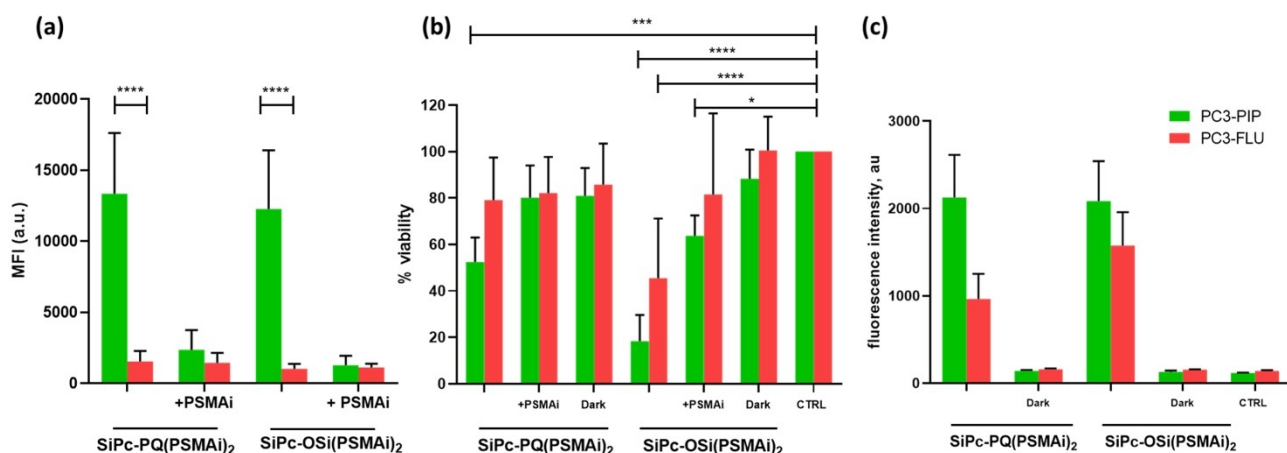 (a)
MFI (a.u.)
20000
15000
10000
5000
0
****
****
+PSMAi
+ PSMAi
SiPc-PQ(PSMAi)2
SiPc-OSi(PSMAi)2
(b)
% viability
120
100
80
60
40
20
0
***
****
****
*
+PSMAi
Dark
+PSMAi
Dark
CTRL
SiPc-PQ(PSMAi)2
SiPc-OSi(PSMAi)2
(c)
fluorescence intensity, au
3000
2000
1000
0
PC3-PIP
PC3-FLU
Dark
Dark
CTRL
SiPc-PQ(PSMAi)2
SiPc-OSi(PSMAi)2